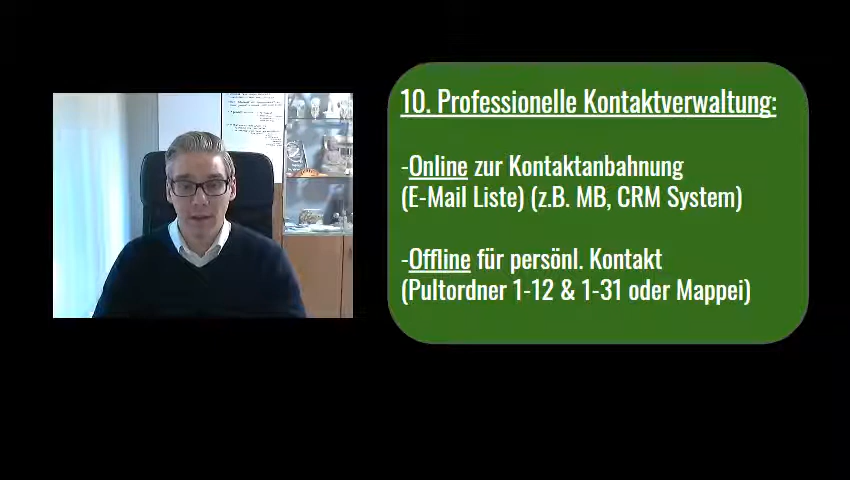 10. Professionelle Kontaktverwaltung:
-Online zur Kontaktanbahnung
(E-Mail Liste) (z.B. MB, CRM System)
-Offline für persönl. Kontakt
(Pultordner 1-12 & 1-31 oder Mappei)